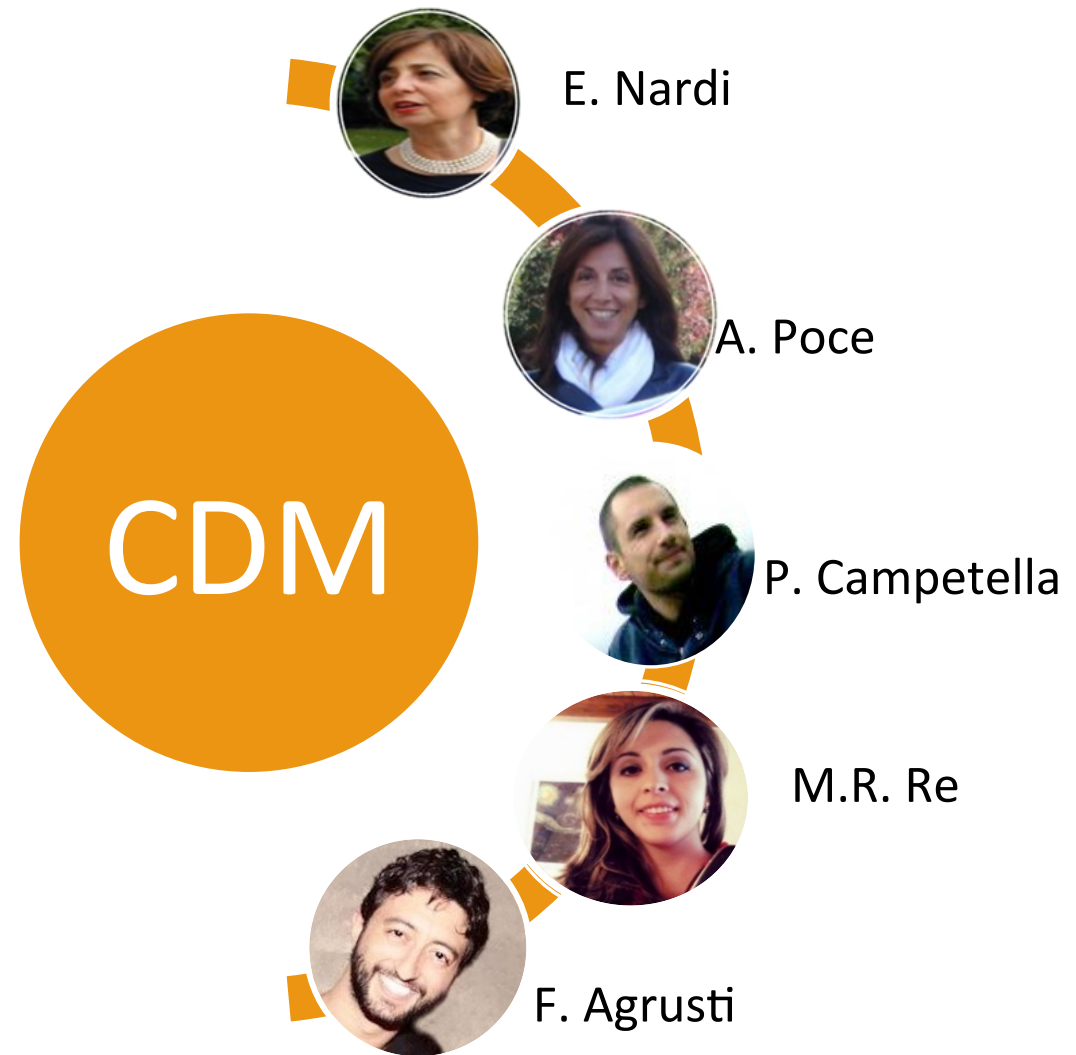 E. Nardi
A. Poce
CDM
P. Campetella
M.R. Re
F. Agrusti